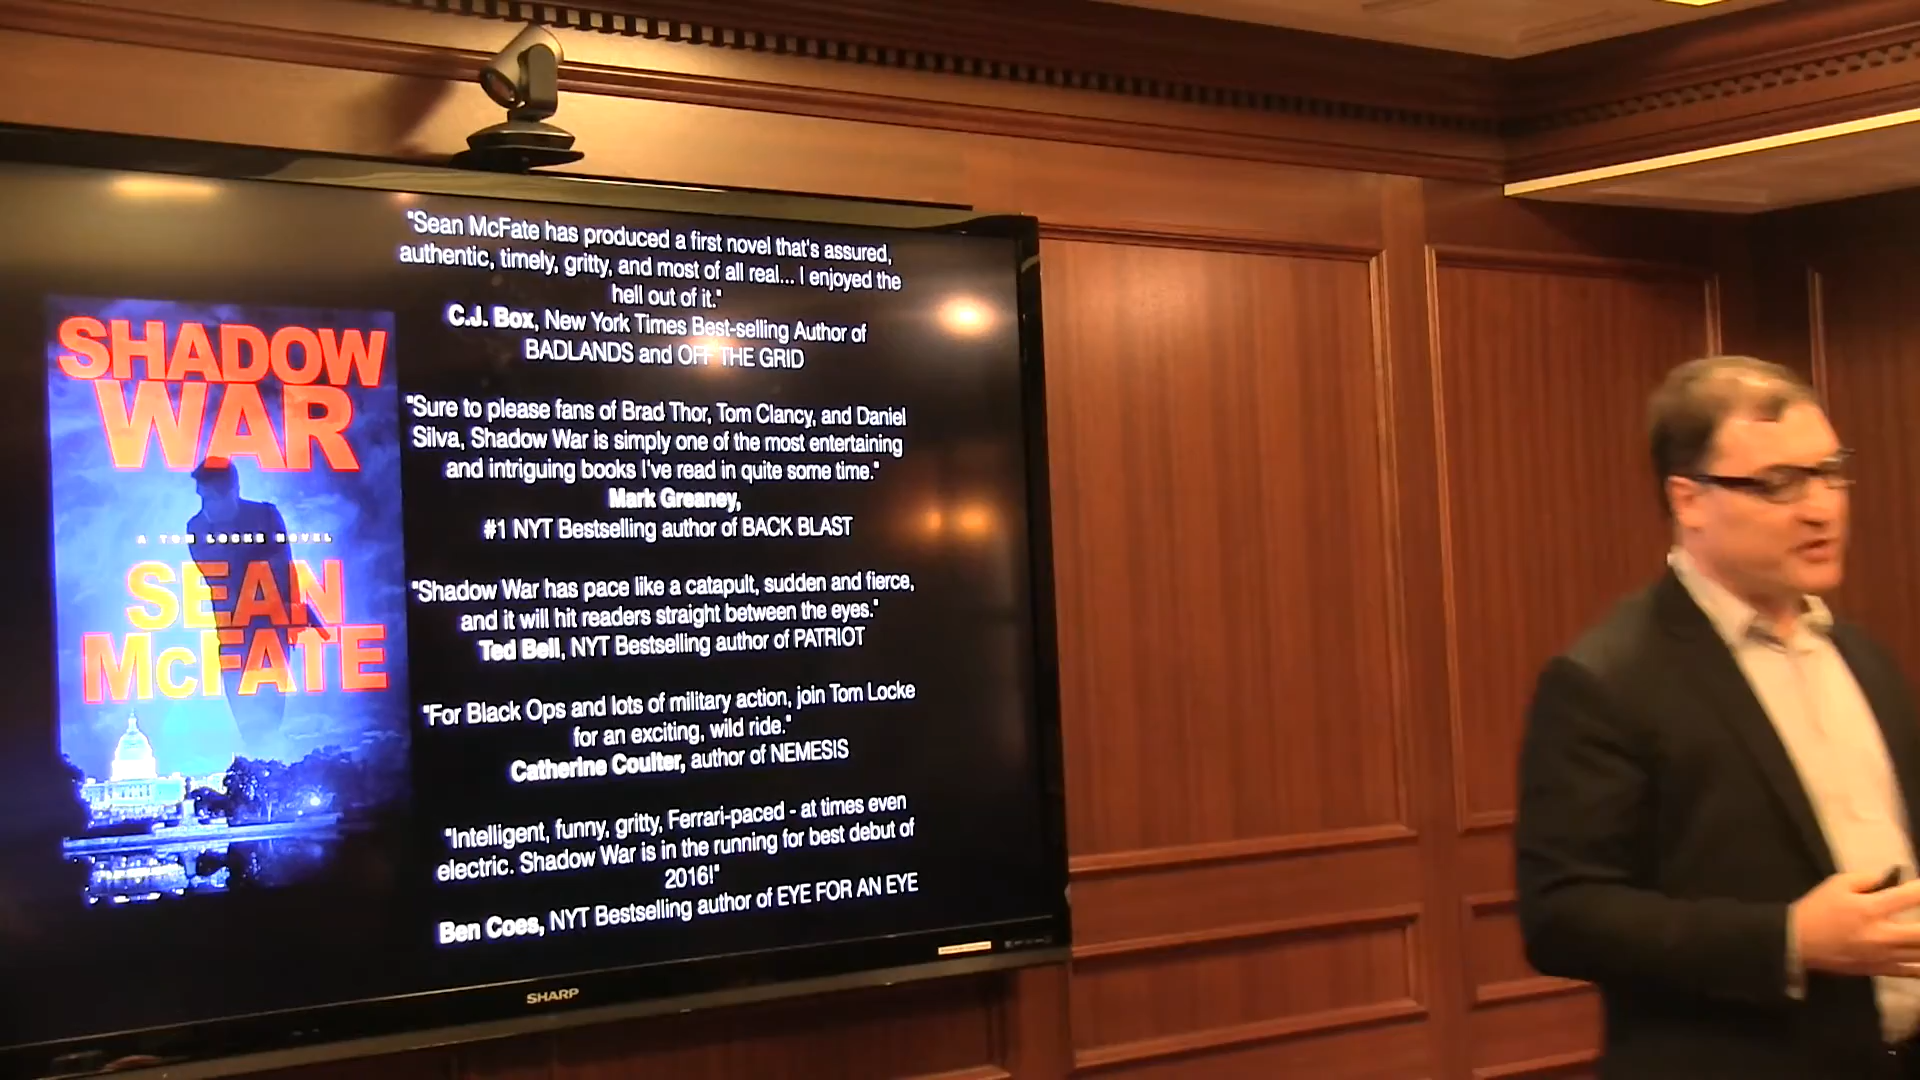 SHADOW
WAR
A TOM LOCKE NOVEL
SEAN
McFATE
"Sean McFate has produced a first novel that's assured,
authentic, timely, gritty, and most of all real... I enjoyed the
hell out of it."
C.J. Box, New York Times Best-selling Author of
BADLANDS and OFF THE GRID
"Sure to please fans of Brad Thor, Tom Clancy, and Daniel
Silva, Shadow War is simply one of the most entertaining
and intriguing books I've read in quite some time."
Mark Greaney,
#1 NYT Bestselling author of BACK BLAST
"Shadow War has pace like a catapult, sudden and fierce,
and it will hit readers straight between the eyes."
Ted Bell, NYT Bestselling author of PATRIOT
"For Black Ops and lots of military action, join Tom Locke
for an exciting, wild ride."
Catherine Coulter, author of NEMESIS
"Intelligent, funny, gritty, Ferrari-paced - at times even
electric. Shadow War is in the running for best debut of
2016!"
Ben Coes, NYT Bestselling author of EYE FOR AN EYE
SHARP